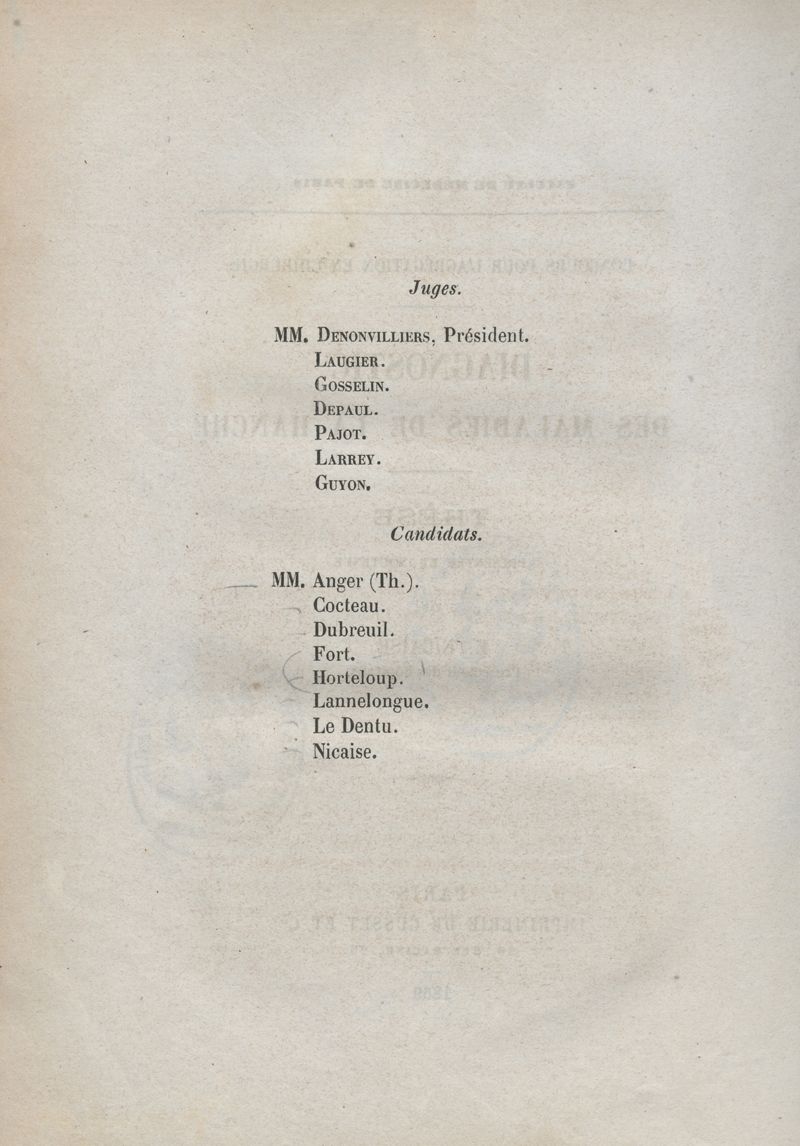 Juges.
MM. DENONVILLIERS, Président.
LAUGIER.
GOSSELIN.
DEPAUL.
PAJOT.
LARREY.
GUYON.
Candidats.
MM. Anger (Th.).
Cocteau.
Dubreuil.
Fort.
Horteloup.
Lannelongue.
Le Dentu.
Nicaise.